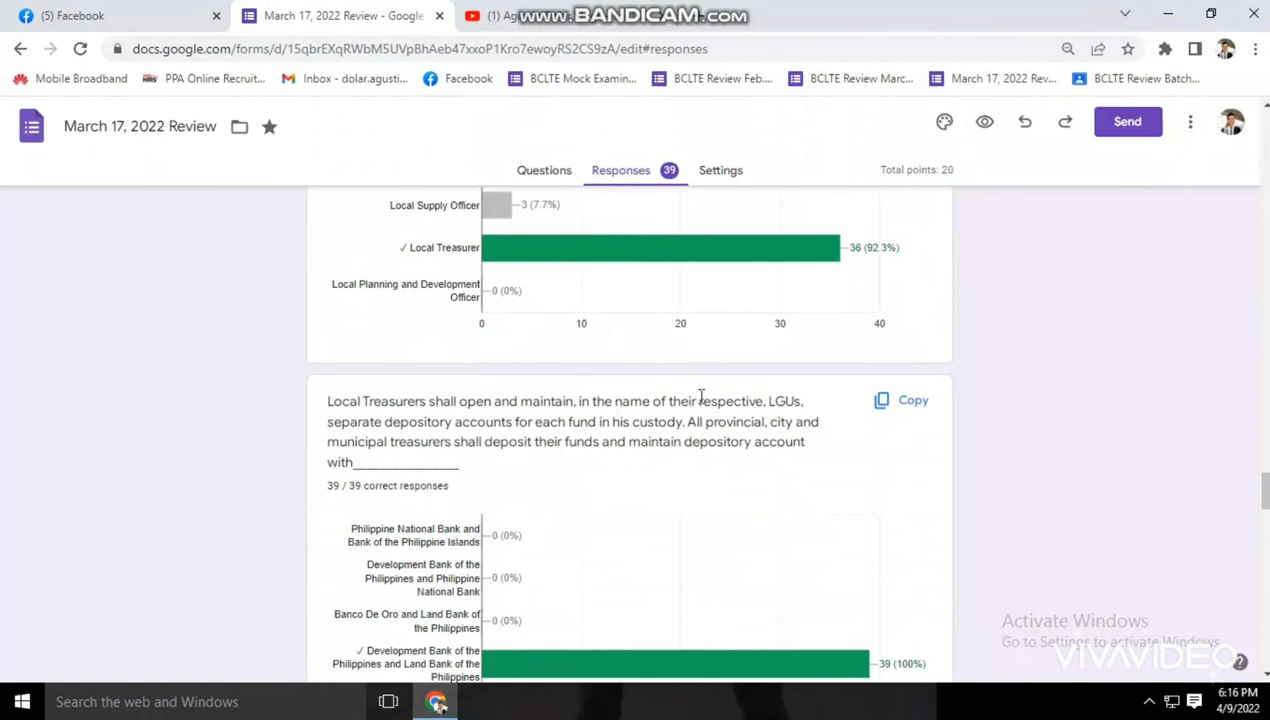 www.BANDICAM.com
(5) Facebook
March 17, 2022 Review - Google
(1) Ag
docs.google.com/forms/d/15qbrEXqRWbM5UVpBhAeb47xxoP1Kro7ewoyRS2CS9zA/edit#responses
Mobile Broadband
PPA Online Recruit...
Inbox - dolar.agusti...
Facebook
BCLTE Mock Examin...
BCLTE Review Feb....
BCLTE Review Marc...
March 17, 2022 Rev...
BCLTE Review Batch...
March 17, 2022 Review
Send
Questions
Responses 39
Settings
Total points: 20
Local Supply Officer
3 (7.7%)
✓ Local Treasurer
36 (92.3%)
Local Planning and Development
Officer
0 (0%)
0 10 20 30 40
Local Treasurers shall open and maintain, in the name of their respective, LGUs,
separate depository accounts for each fund in his custody. All provincial, city and
municipal treasurers shall deposit their funds and maintain depository account
with________________
Copy
39 / 39 correct responses
Philippine National Bank and
Bank of the Philippine Islands
0 (0%)
Development Bank of the
Philippines and Philippine
National Bank
0 (0%)
Banco De Oro and Land Bank of
the Philippines
0 (0%)
✓ Development Bank of the
Philippines and Land Bank of the
Philippines
39 (100%)
Activate Windows
Go to Settings to activate Windows.
VIVAVIDEO
Search the web and Windows
6:16 PM
4/9/2022